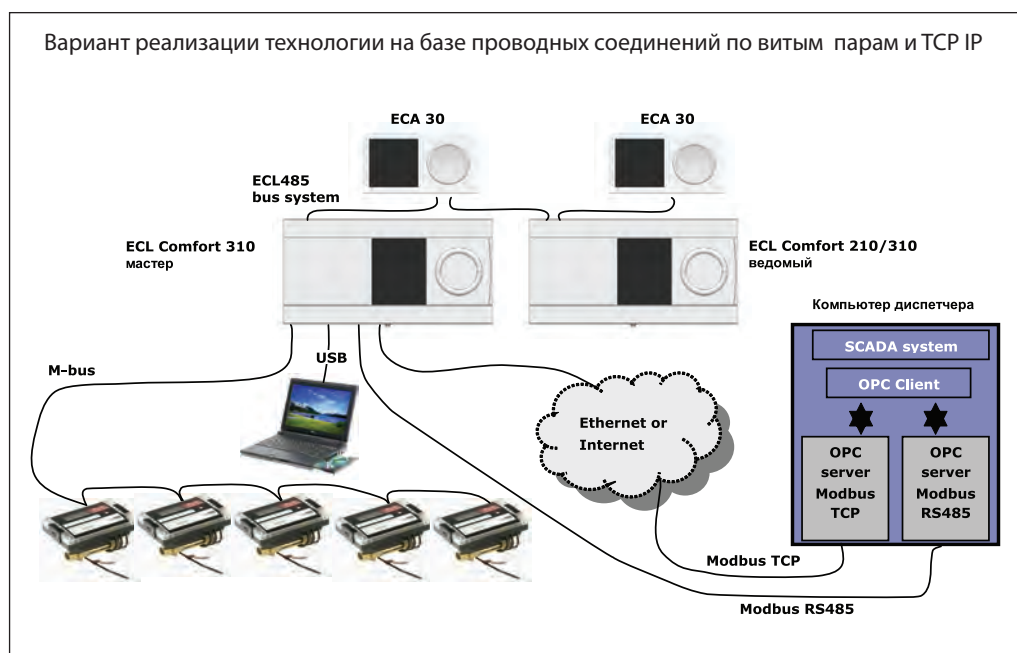 Вариант реализации технологии на базе проводных соединений по витым парам и TCP IP
ECA 30
ECA 30
ECL485
bus system
ECL Comfort 310
мастер
ECL Comfort 210/310
ведомый
Компьютер диспетчера
SCADA system
OPC Client
OPC
server
Modbus
TCP
OPC
server
Modbus
RS485
M-bus
USB
Ethernet or
Internet
Modbus TCP
Modbus RS485